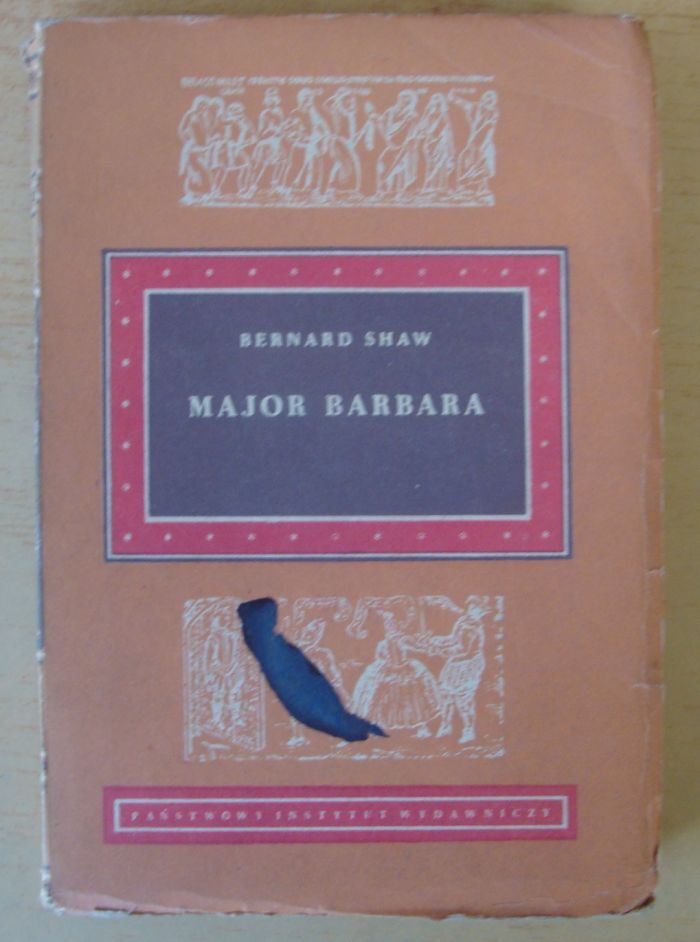 BERNARD SHAW
MAJOR BARBARA
PAŃSTWOWY INSTYTUT WYDAWNICZY